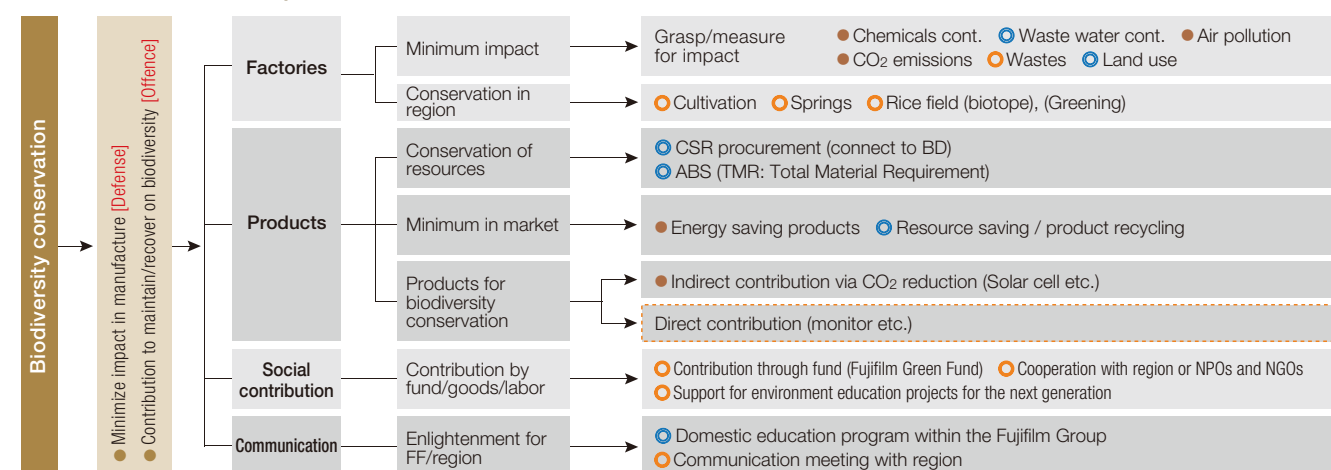 Biodiversity conservation
Minimize impact in manufacture [Defense]
Contribution to maintain/recover on biodiversity [Offence]
Factories
Minimum impact
Grasp/measure
for impact
Chemicals cont. Waste water cont. Air pollution
CO2 emissions Wastes Land use
Conservation in
region
Cultivation Springs Rice field (biotope), (Greening)
Products
Conservation of
resources
CSR procurement (connect to BD)
ABS (TMR: Total Material Requirement)
Minimum in market
Energy saving products Resource saving / product recycling
Products for
biodiversity
conservation
Indirect contribution via CO2 reduction (Solar cell etc.)
Direct contribution (monitor etc.)
Social
contribution
Contribution by
fund/goods/labor
Contribution through fund (Fujifilm Green Fund) Cooperation with region or NPOs and NGOs
Support for environment education projects for the next generation
Communication
Enlightenment for
FF/region
Domestic education program within the Fujifilm Group
Communication meeting with region